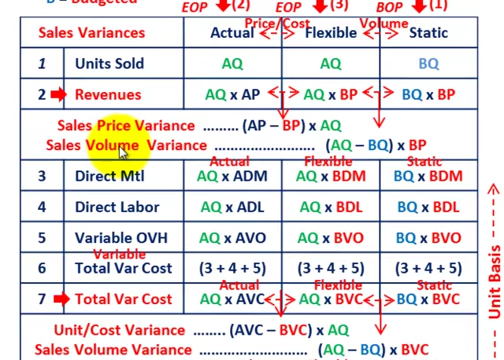 = Budgeted
EOP (2) EOP (3) BOP (1)
Price/Cost Volume
Sales Variances Actual Flexible Static
1 Units Sold AQ AQ BQ
2 Revenues AQ x AP AQ x BP BQ x BP
Sales Price Variance ......... (AP – BP) x AQ
Sales Volume Variance ......................... (AQ – BQ) x BP
Actual Flexible Static
3 Direct Mtl AQ x ADM AQ x BDM BQ x BDM
4 Direct Labor AQ x ADL AQ x BDL BQ x BDL
5 Variable OVH AQ x AVO AQ x BVO BQ x BVO
Variable
6 Total Var Cost (3 + 4 + 5) (3 + 4 + 5) (3 + 4 + 5)
Actual Flexible Static
7 Total Var Cost AQ x AVC AQ x BVC BQ x BVC
Unit/Cost Variance ........ (AVC – BVC) x AQ
Sales Volume Variance ........................... (AQ – BQ) x BVC
Unit Basis